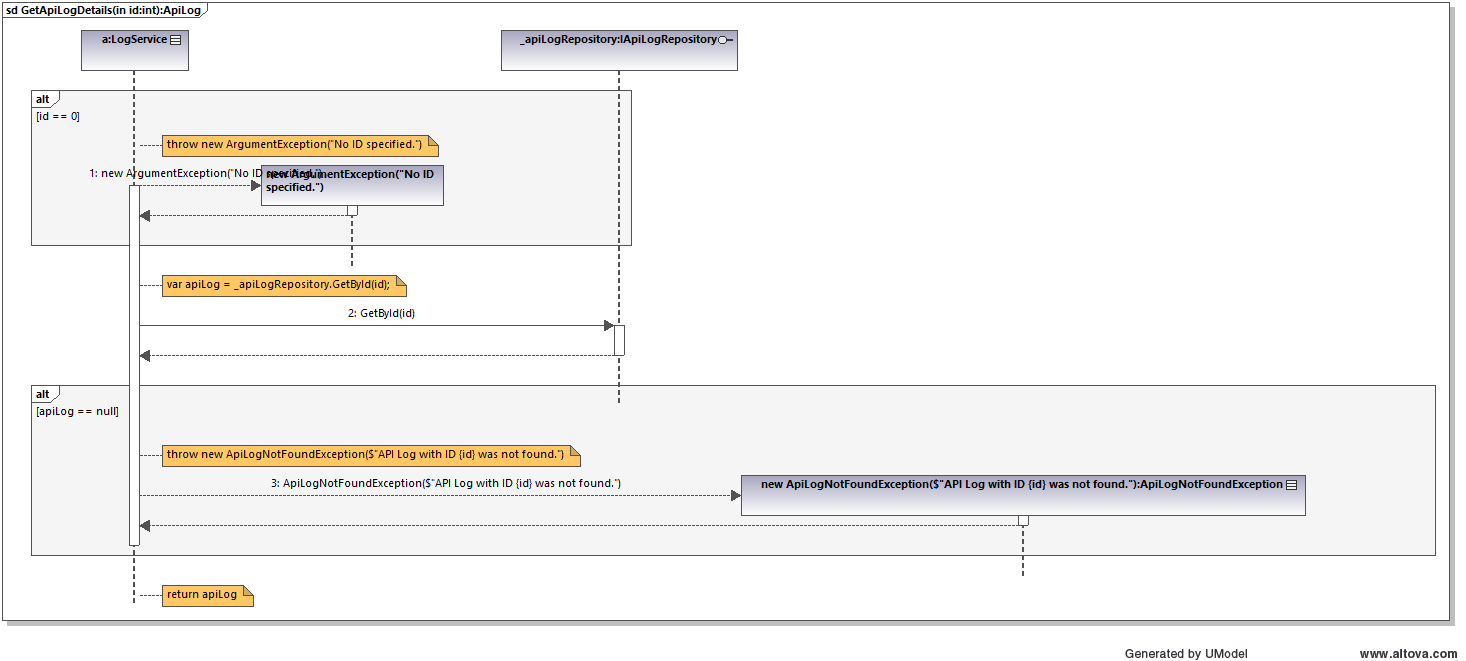 sd GetApiLogDetails(in id:int):ApiLog
a:LogService
_apiLogRepository:IApiLogRepository
alt
[id == 0]
throw new ArgumentException("No ID specified.")
1: new ArgumentException("No ID specified.")
new ArgumentException("No ID
specified.")
var apiLog = _apiLogRepository.GetById(id);
2: GetById(id)
alt
[apiLog == null]
throw new ApiLogNotFoundException($"API Log with ID {id} was not found.")
3: ApiLogNotFoundException($"API Log with ID {id} was not found.")
new ApiLogNotFoundException($"API Log with ID {id} was not found."):ApiLogNotFoundException
return apiLog
Generated by UModel
www.altova.com